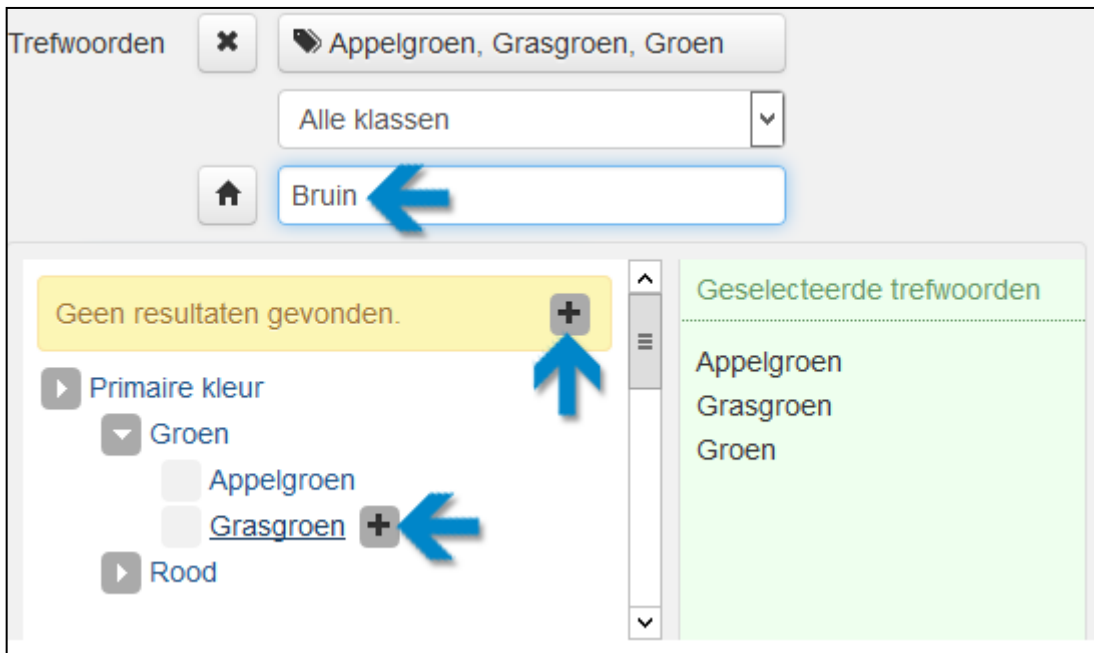 Trefwoorden Appelgroen, Grasgroen, Groen
Alle klassen
Bruin
Geen resultaten gevonden.
Primaire kleur
Groen
Appelgroen
Grasgroen
Rood
Geselecteerde trefwoorden
Appelgroen
Grasgroen
Groen